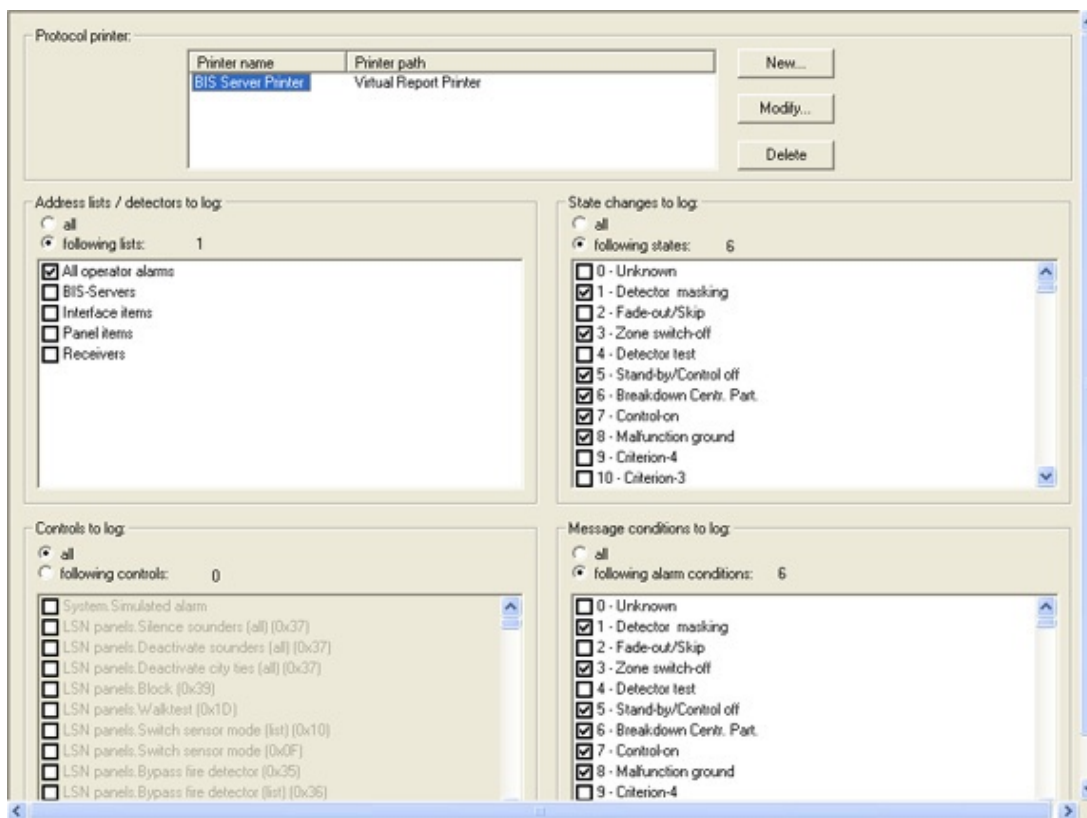 Protocol printer:
Printer name Printer path
BIS Server Printer Virtual Report Printer
New...
Modify...
Delete
Address lists / detectors to log:
all
following lists: 1
All operator alarms
BIS-Servers
Interface items
Panel items
Receivers
State changes to log:
all
following states: 6
0 - Unknown
1 - Detector masking
2 - Fade-out/Skip
3 - Zone switch-off
4 - Detector test
5 - Stand-by/Control off
6 - Breakdown Centr. Part.
7 - Control-on
8 - Malfunction ground
9 - Criterion-4
10 - Criterion-3
Controls to log:
all
following controls: 0
System.Simulated alarm
LSN panels.Silence sounders (all) (0x37)
LSN panels.Deactivate sounders (all) (0x37)
LSN panels.Deactivate city ties (all) (0x37)
LSN panels.Block (0x39)
LSN panels.Walktest (0x1D)
LSN panels.Switch sensor mode (list) (0x10)
LSN panels.Switch sensor mode (0x0F)
LSN panels.Bypass fire detector (0x35)
LSN panels.Bypass fire detector (list) (0x36)
Message conditions to log:
all
following alarm conditions: 6
0 - Unknown
1 - Detector masking
2 - Fade-out/Skip
3 - Zone switch-off
4 - Detector test
5 - Stand-by/Control off
6 - Breakdown Centr. Part.
7 - Control-on
8 - Malfunction ground
9 - Criterion-4